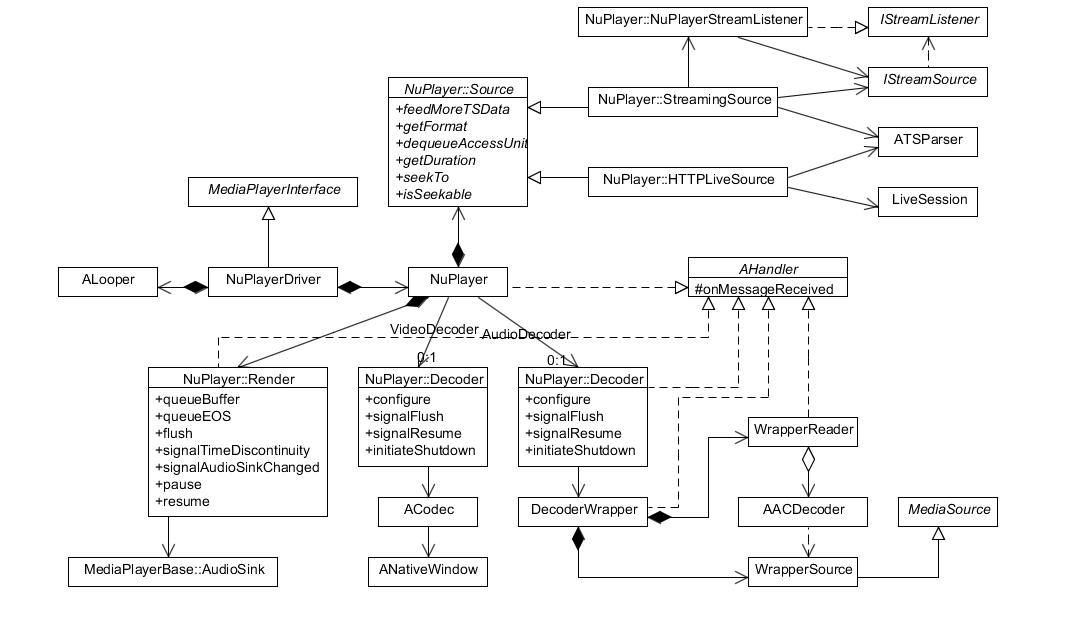 NuPlayer::NuPlayerStreamListener
IStreamListener
IStreamSource
NuPlayer::Source
+feedMoreTSData
+getFormat
+dequeueAccessUnit
+getDuration
+seekTo
+isSeekable
NuPlayer::StreamingSource
ATSParser
NuPlayer::HTTPLiveSource
LiveSession
MediaPlayerInterface
ALooper
NuPlayerDriver
NuPlayer
AHandler
#onMessageReceived
VideoDecoder
AudioDecoder
0:1
0:1
NuPlayer::Render
+queueBuffer
+queueEOS
+flush
+signalTimeDiscontinuity
+signalAudioSinkChanged
+pause
+resume
NuPlayer::Decoder
+configure
+signalFlush
+signalResume
+initiateShutdown
NuPlayer::Decoder
+configure
+signalFlush
+signalResume
+initiateShutdown
WrapperReader
ACodec
DecoderWrapper
AACDecoder
MediaSource
MediaPlayerBase::AudioSink
ANativeWindow
WrapperSource